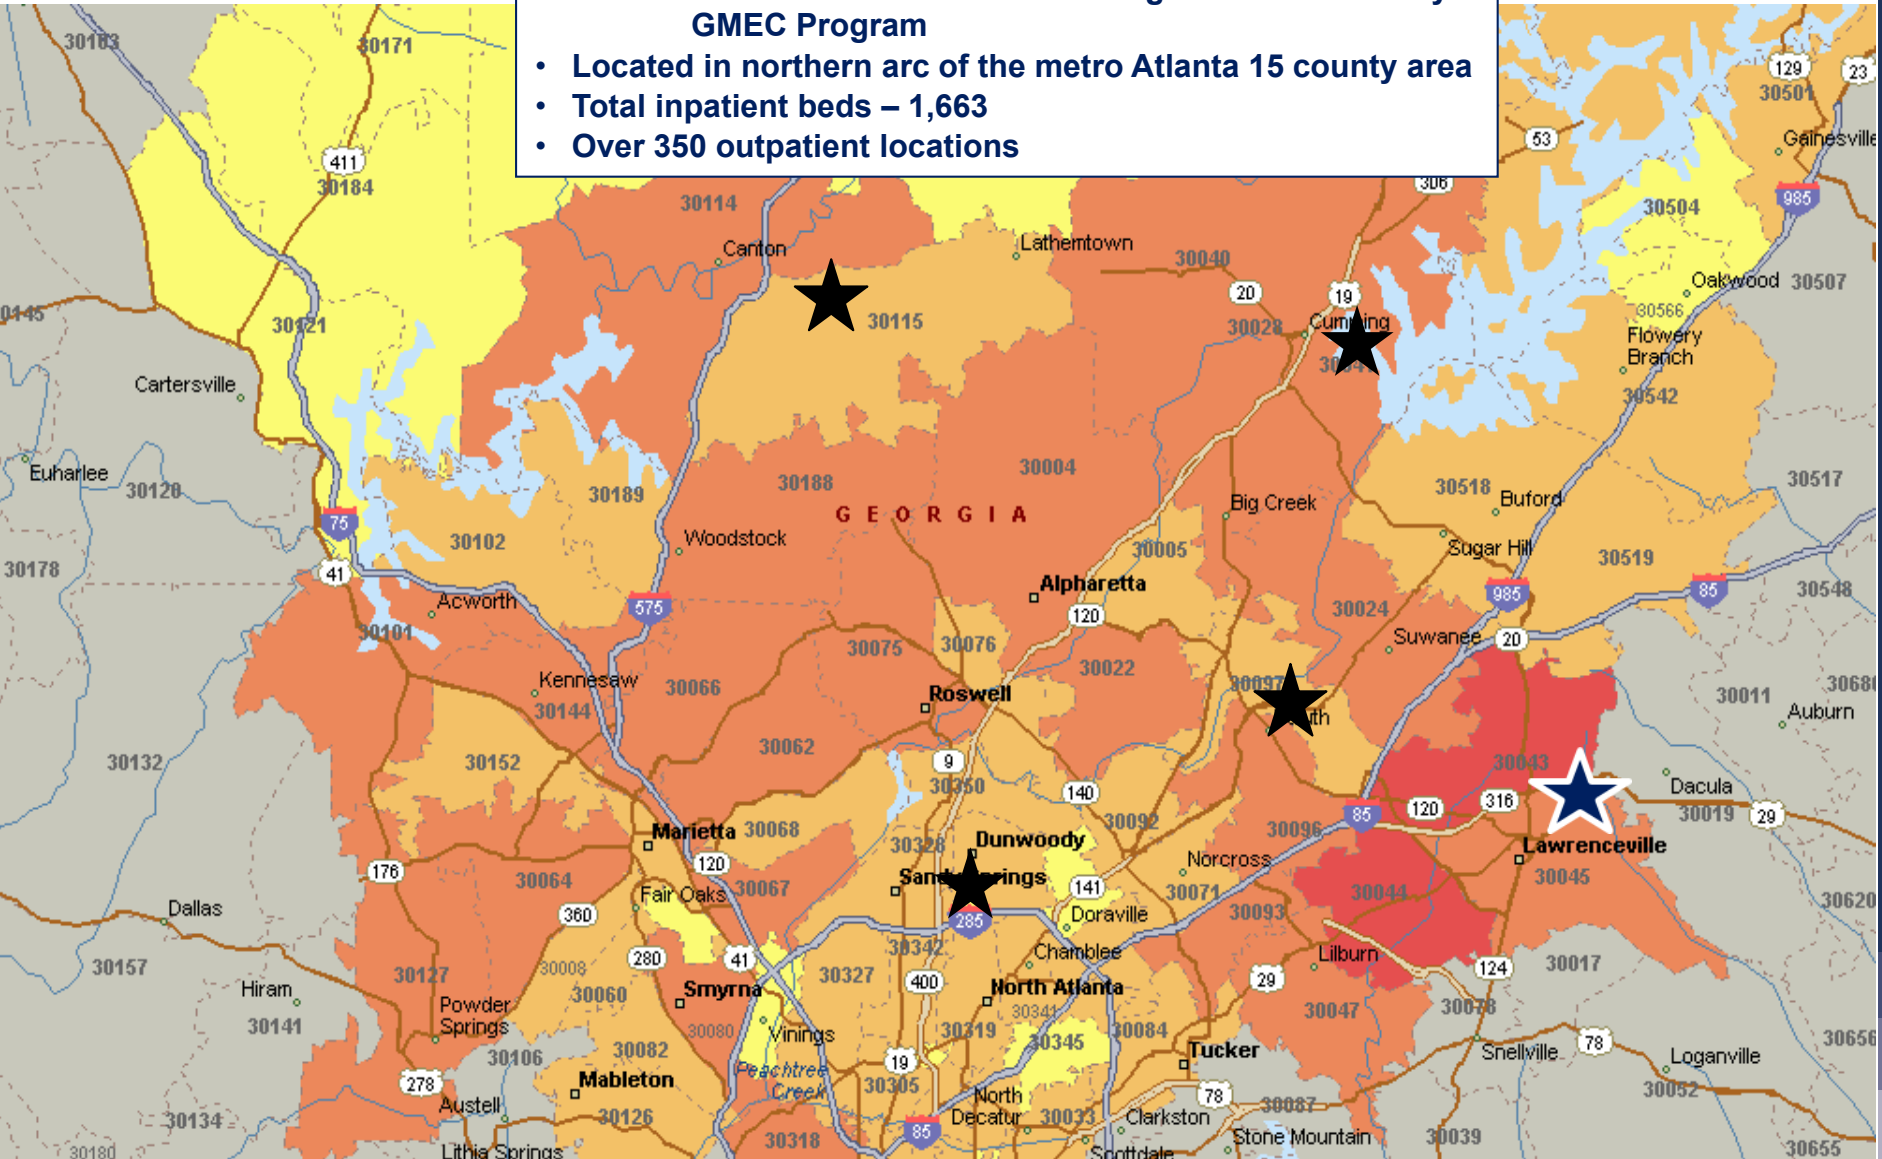 GMEC Program
• Located in northern arc of the metro Atlanta 15 county area
• Total inpatient beds – 1,663
• Over 350 outpatient locations
30171
129
23
30501
53
Gainesville
411
30184
306
985
30114
30504
Canton
Lathemtown
30040
Oakwood
30507
20
19
30145
30121
30115
30028
Cumming
30566
Flowery
Branch
Cartersville
30542
Euharlee
30120
30189
30188
30004
30518
Buford
30517
GEORGIA
Big Creek
75
Woodstock
30102
30005
Sugar Hill
30519
30178
41
Alpharetta
985
85
30548
Acworth
575
120
30024
30101
30075
30076
Suwanee
20
30022
Kennesaw
30066
30097
30011
Roswell
30144
Auburn
30132
30152
30062
9
30043
30350
140
Dacula
120
316
30019
29
Marietta
30068
30092
30096
85
Dunwoody
30328
Lawrenceville
120
Norcross
176
30064
30067
141
30071
30044
30045
Fair Oaks
Dallas
360
285
Doraville
30093
30620
30342
Chamblee
Lilburn
280
41
30157
30127
30008
30327
124
30017
Hiram
30060
Smyrna
400
North Atlanta
29
30141
Powder
Springs
30080
Vinings
30319
30341
30084
30047
30078
30345
30656
30106
30082
19
Tucker
Snellville
78
Loganville
278
Mableton
Peachtree
Creek
30305
78
30052
Austell
North
Decatur
30033
Clarkston
30087
30134
30126
85
30318
Stone Mountain
30039
30655
30180
Lithia Springs
Scottdale